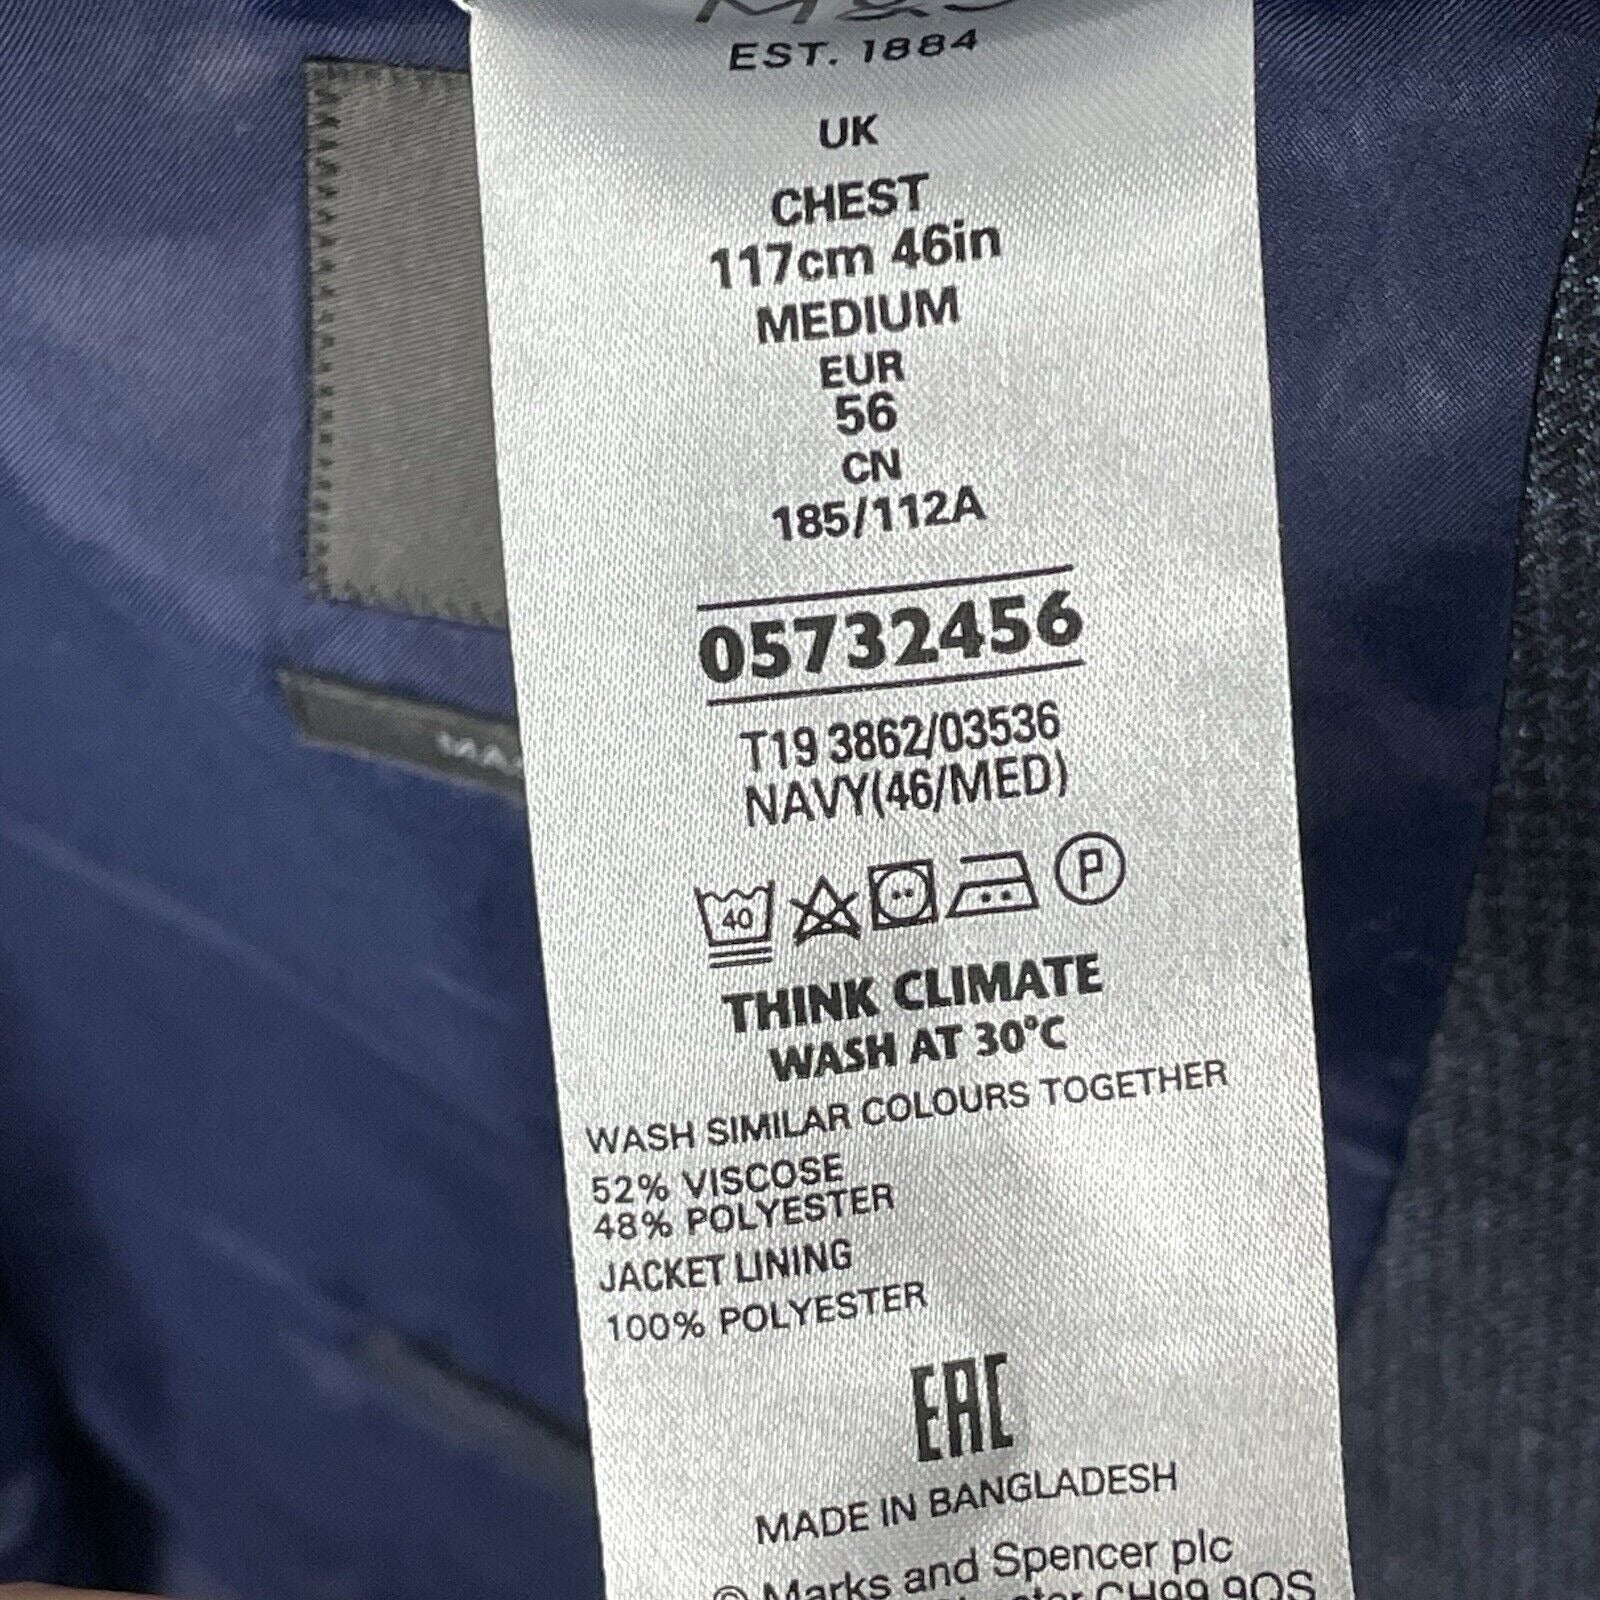 M&S
EST. 1884
UK
CHEST
117cm 46in
MEDIUM
EUR
56
CN
185/112A
05732456
T19 3862/03536
NAVY(46/MED)
40
P
THINK CLIMATE
WASH AT 30°C
WASH SIMILAR COLOURS TOGETHER
52% VISCOSE
48% POLYESTER
JACKET LINING
100% POLYESTER
EAC
MADE IN BANGLADESH
© Marks and Spencer plc
CH99 9QS